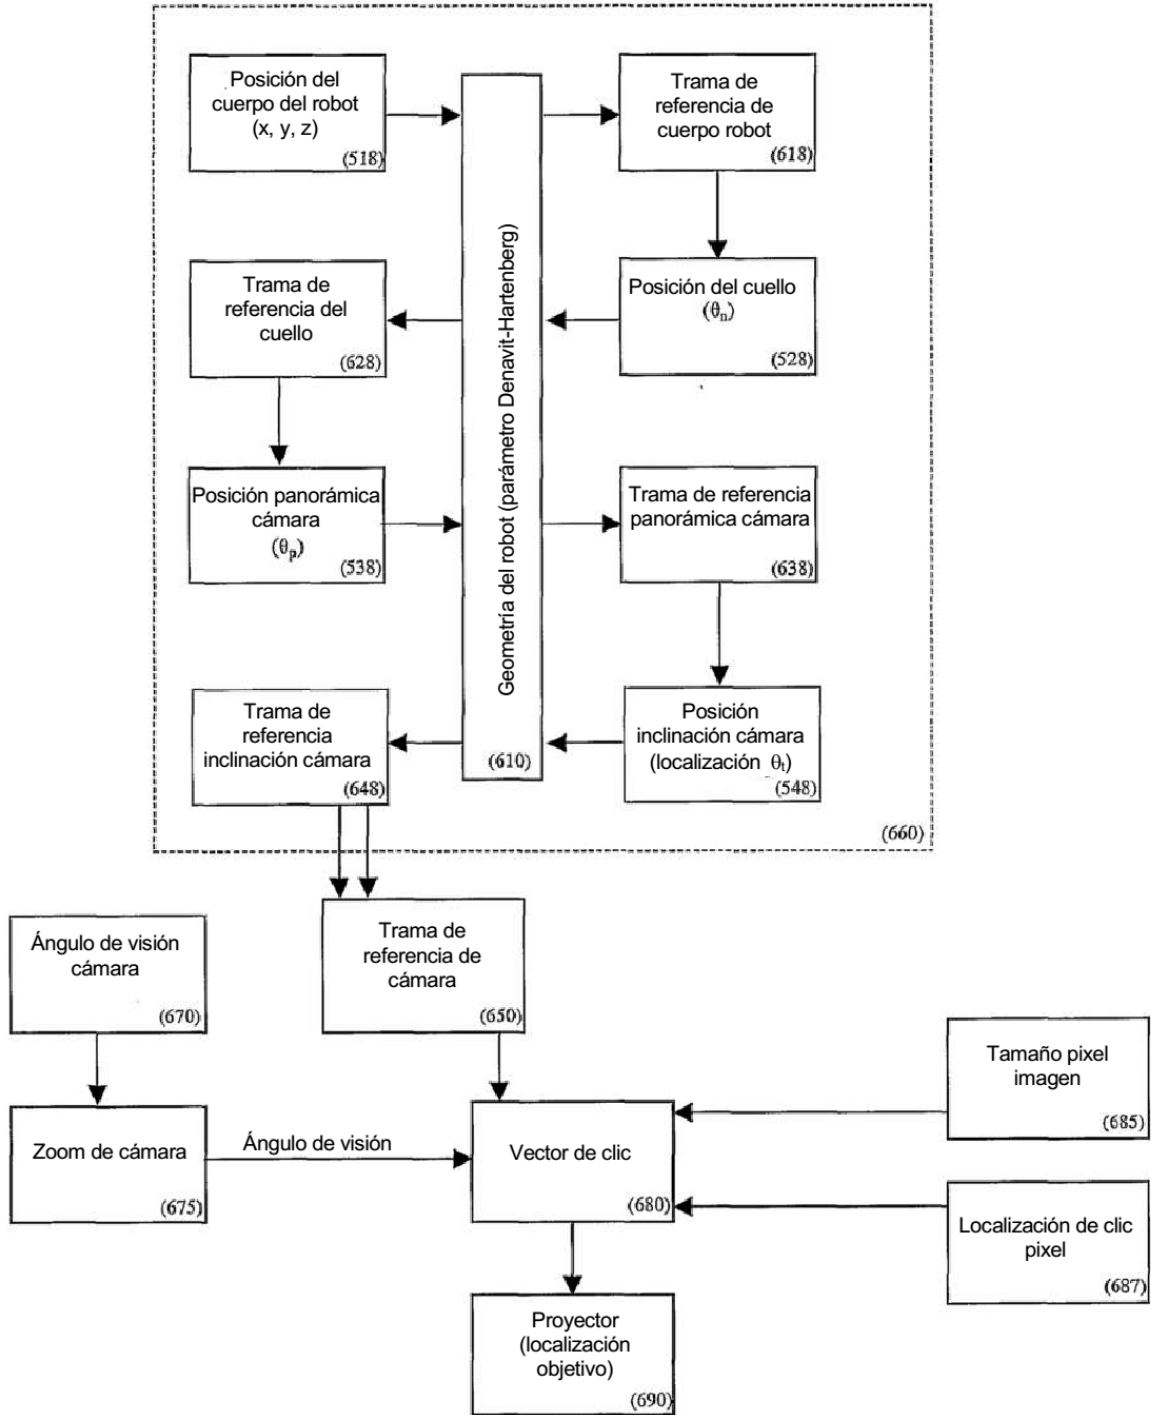 Posición del
cuerpo del robot
(x, y, z)
(518)
Trama de
referencia de
cuerpo robot
(618)
Geometría del robot (parámetro Denavit-Hartenberg)
(610)
Trama de
referencia del
cuello
(628)
Posición del cuello
(θn)
(528)
Posición panorámica
cámara
(θp)
(538)
Trama de referencia
panorámica cámara
(638)
Trama de
referencia
inclinación cámara
(648)
Posición
inclinación cámara
(localización θt)
(548)
(660)
Ángulo de visión
cámara
(670)
Trama de
referencia de
cámara
(650)
Tamaño pixel
imagen
(685)
Zoom de cámara
(675)
Ángulo de visión
Vector de clic
(680)
Localización de clic
pixel
(687)
Proyector
(localización
objetivo)
(690)